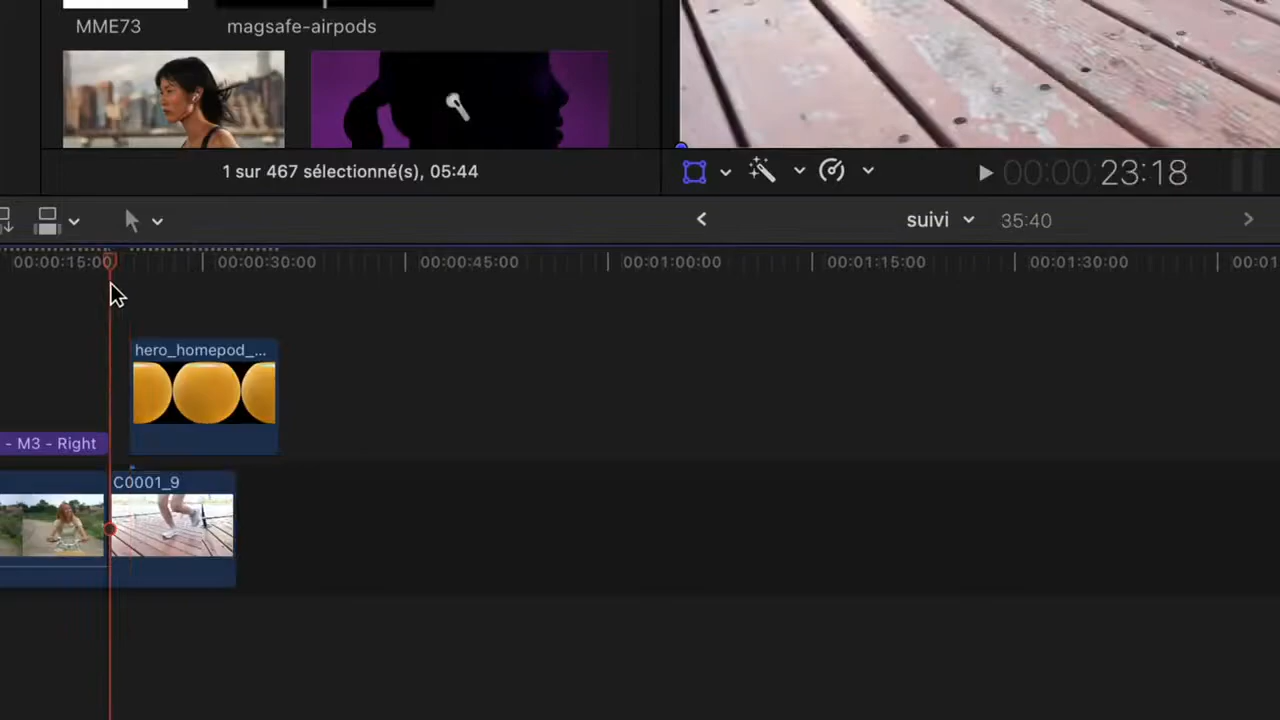 MME73
magsafe-airpods
1 sur 467 sélectionné(s), 05:44
00:00:23:18
suivi
35:40
00:00:15:00
00:00:30:00
00:00:45:00
00:01:00:00
00:01:15:00
00:01:30:00
00:01
hero_homepod_...
- M3 - Right
C0001_9